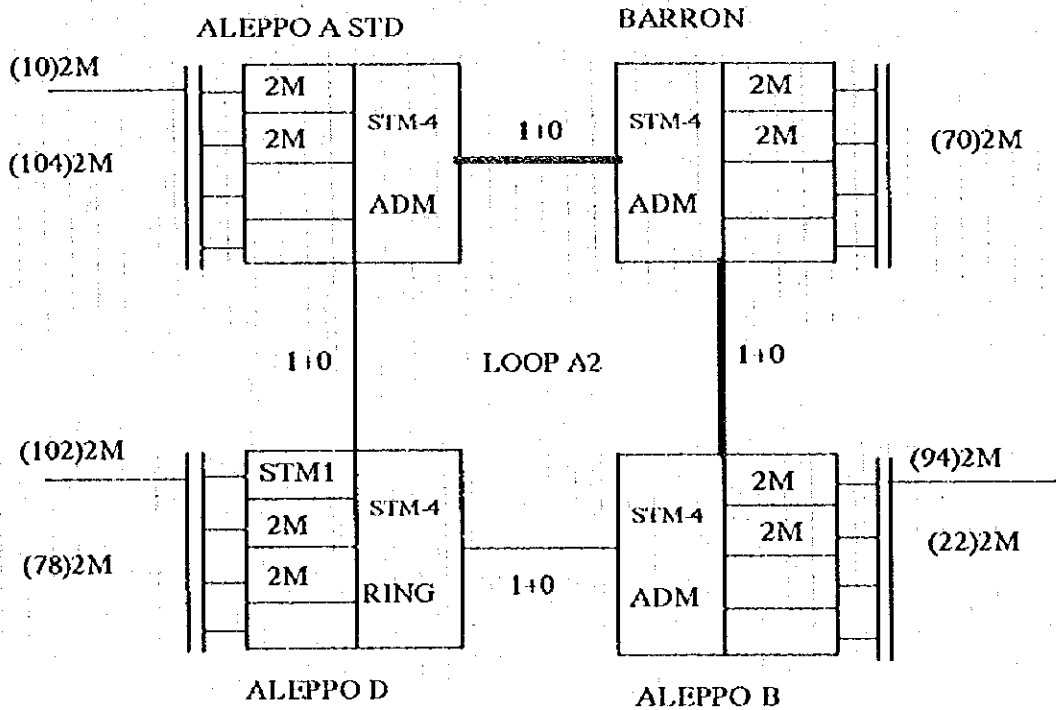 ALEPPO A STD
BARRON
(10)2M
(104)2M
2M
2M
STM-4
ADM
1+0
STM-4
ADM
2M
2M
(70)2M
1+0
LOOP A2
1+0
(102)2M
(78)2M
STM1
2M
2M
STM-4
RING
1+0
STM-4
ADM
2M
2M
(94)2M
(22)2M
ALEPPO D
ALEPPO B